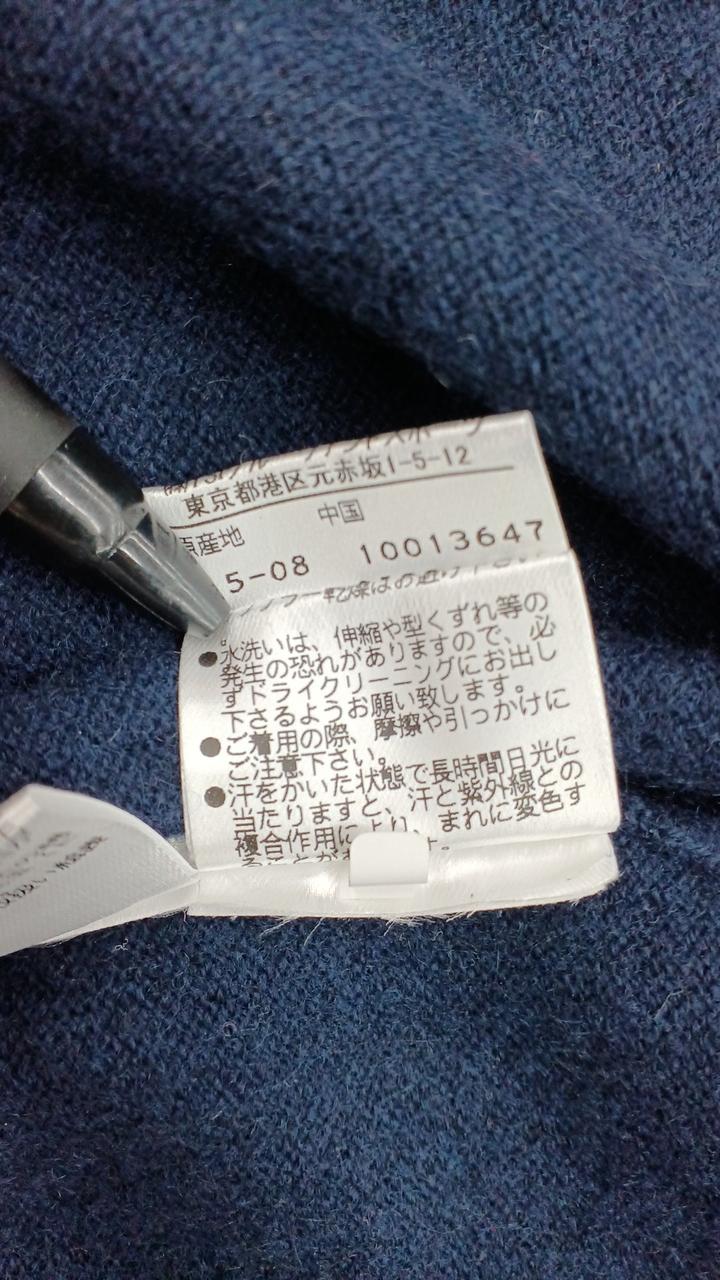 東京都港区元赤坂1-5-12
原産地 中国
5-08 10013647
●水洗いは、伸縮や型くずれ等の
発生の恐れがありますので、必
ずドライクリーニングにお出し
下さるようお願い致します。
●ご着用の際、摩擦や引っかけに
ご注意下さい。
●汗をかいた状態で長時間日光に
当たりますと、汗と紫外線との
複合作用により、まれに変色す